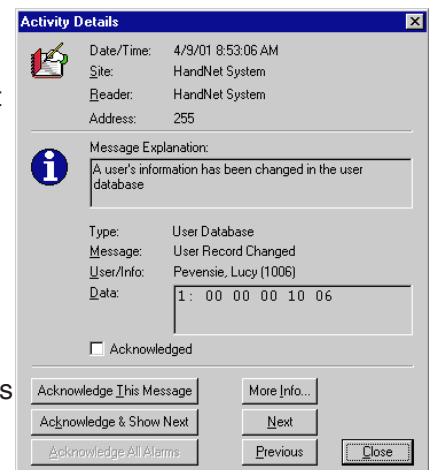 Activity Details
Date/Time: 4/9/01 8:53:06 AM
Site: HandNet System
Reader: HandNet System
Address: 255
Message Explanation:
A user's information has been changed in the user
database
Type: User Database
Message: User Record Changed
User/Info: Pevensie, Lucy (1006)
Data: 1: 00 00 00 10 06
Acknowledged
s
Acknowledge This Message More Info...
Acknowledge & Show Next Next
Acknowledge All Alarms Previous Close